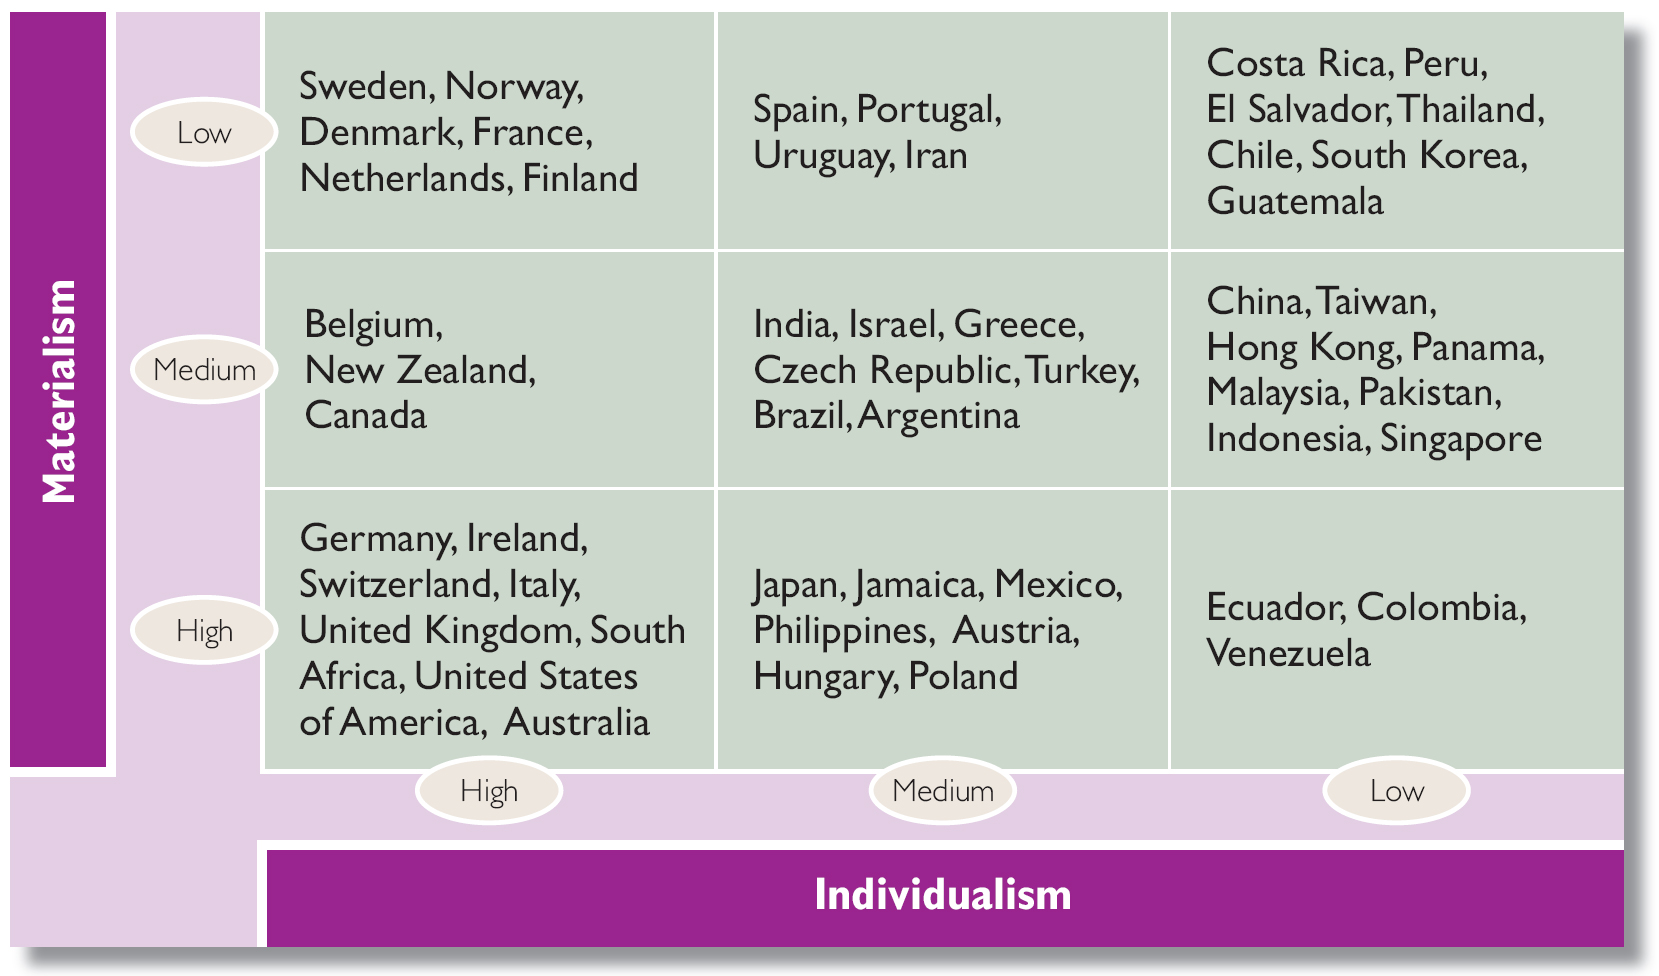 Materialism
Low
Sweden, Norway,
Denmark, France,
Netherlands, Finland
Spain, Portugal,
Uruguay, Iran
Costa Rica, Peru,
El Salvador, Thailand,
Chile, South Korea,
Guatemala
Medium
Belgium,
New Zealand,
Canada
India, Israel, Greece,
Czech Republic, Turkey,
Brazil, Argentina
China, Taiwan,
Hong Kong, Panama,
Malaysia, Pakistan,
Indonesia, Singapore
High
Germany, Ireland,
Switzerland, Italy,
United Kingdom, South
Africa, United States
of America, Australia
Japan, Jamaica, Mexico,
Philippines, Austria,
Hungary, Poland
Ecuador, Colombia,
Venezuela
High
Medium
Low
Individualism